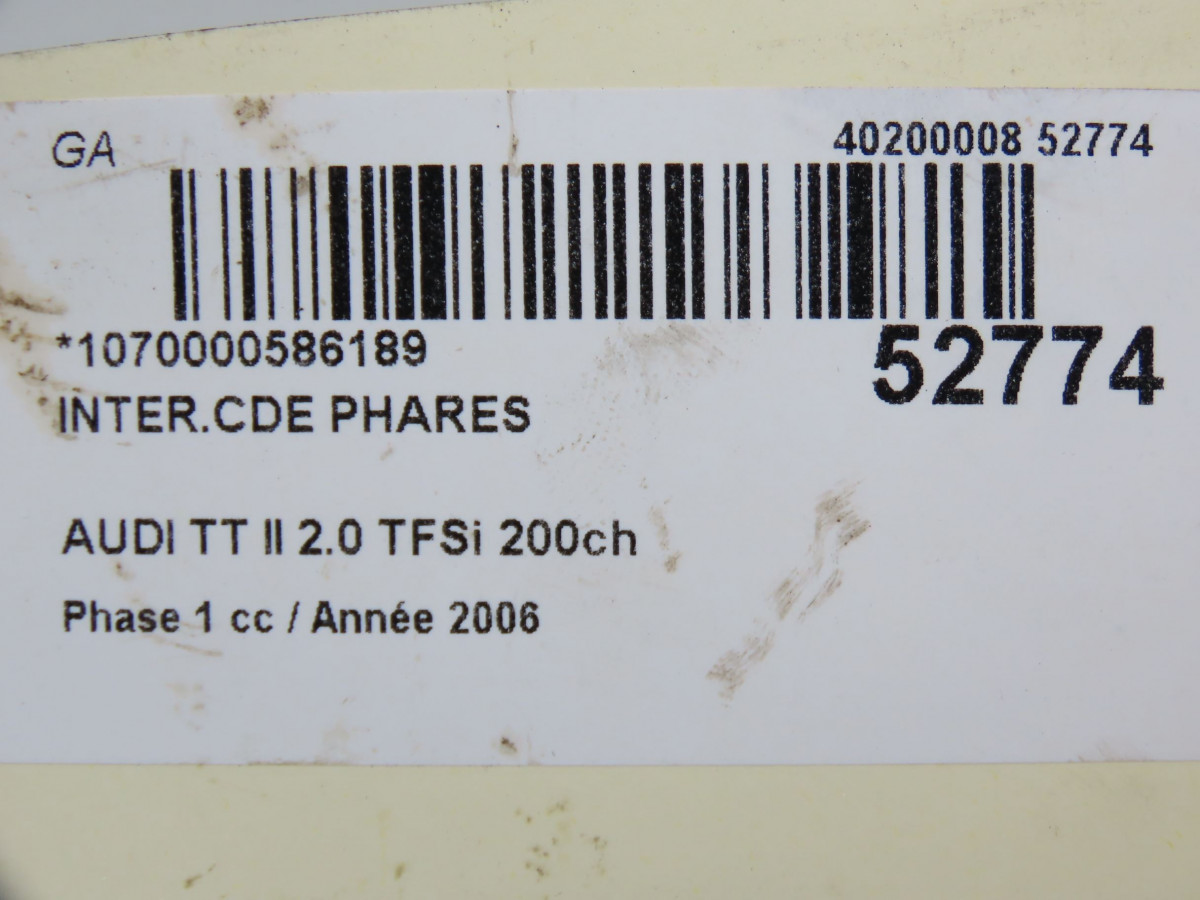 GA 40200008 52774
*1070000586189 52774
INTER.CDE PHARES
AUDI TT II 2.0 TFSi 200ch
Phase 1 cc / Année 2006